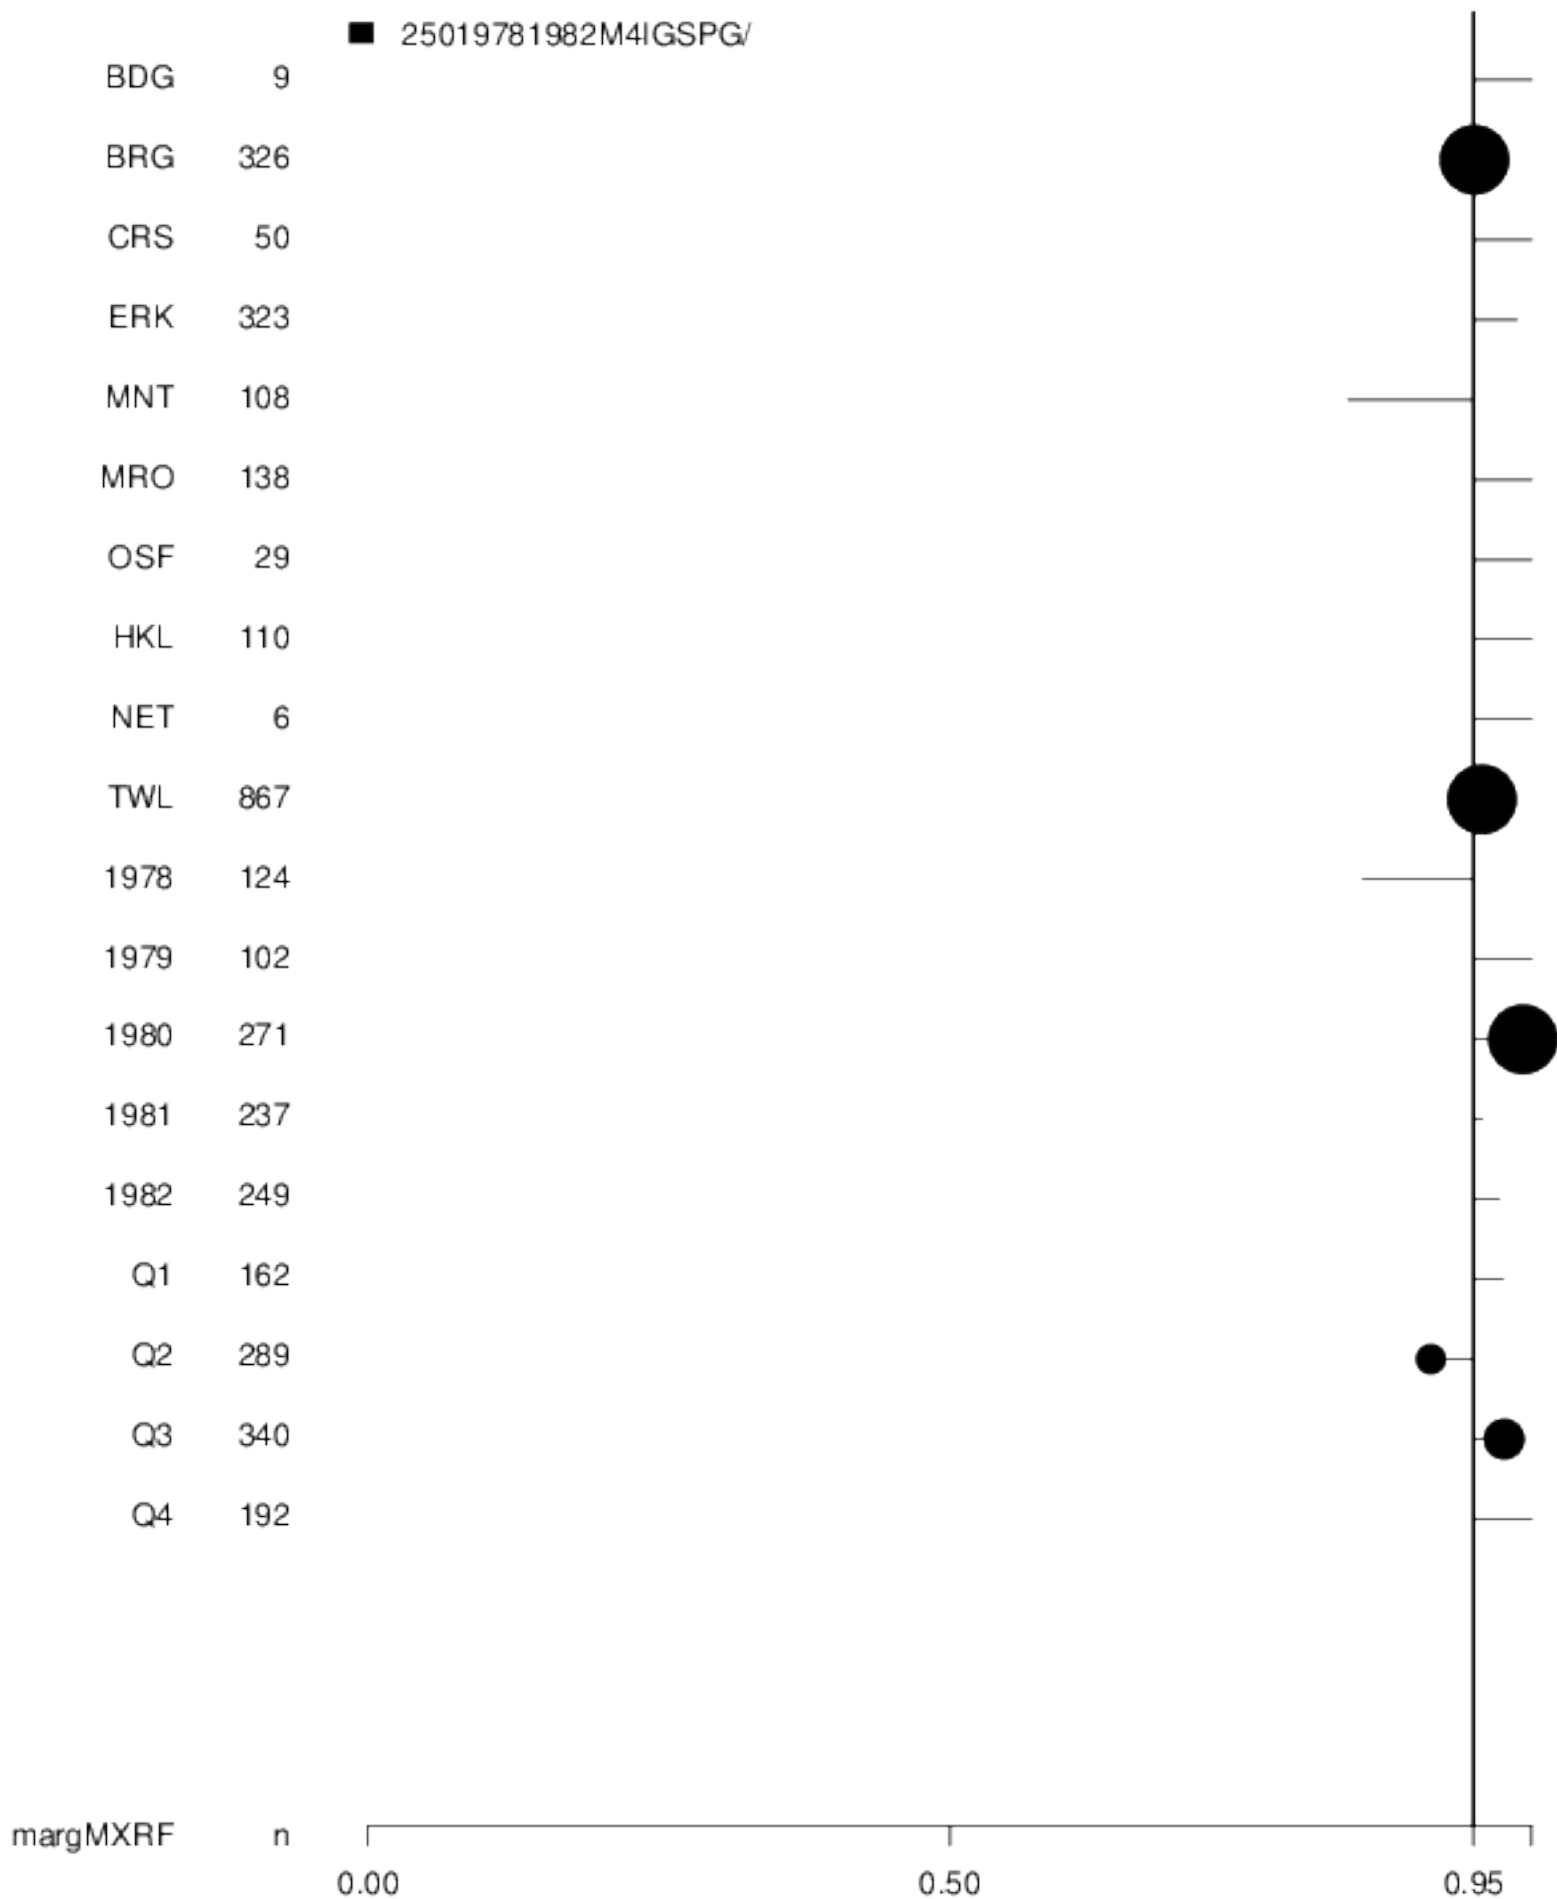 25019781982M4IGSPG/
BDG 9
BRG 326
CRS 50
ERK 323
MNT 108
MRO 138
OSF 29
HKL 110
NET 6
TWL 867
1978 124
1979 102
1980 271
1981 237
1982 249
Q1 162
Q2 289
Q3 340
Q4 192
margMXRF n
0.00 0.50 0.95